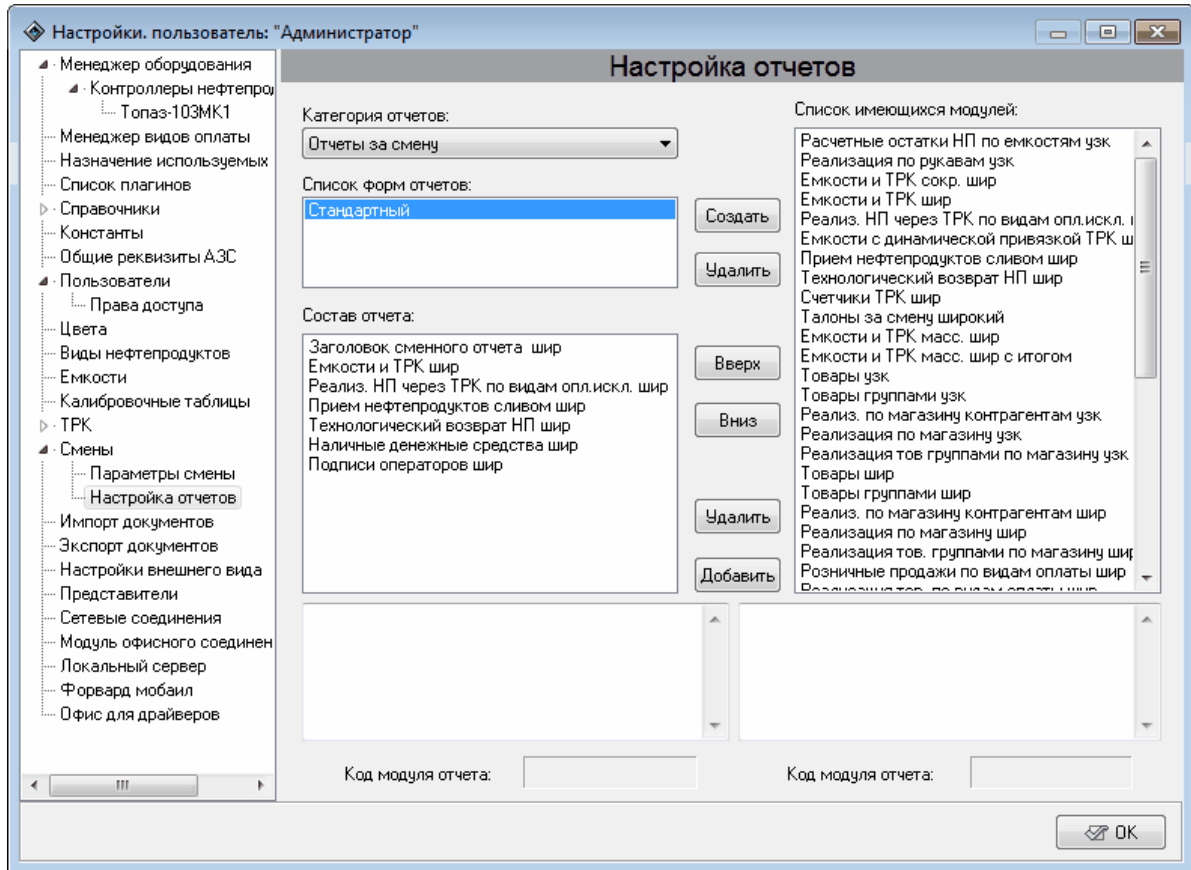 Настройки. пользователь: "Администратор"
Менеджер оборудования
Контроллеры нефтепрод
Топаз-103МК1
Менеджер видов оплаты
Назначение используемых
Список плагинов
Справочники
Константы
Общие реквизиты АЗС
Пользователи
Права доступа
Цвета
Виды нефтепродуктов
Емкости
Калибровочные таблицы
ТРК
Смены
Параметры смены
Настройка отчетов
Импорт документов
Экспорт документов
Настройки внешнего вида
Представители
Сетевые соединения
Модуль офисного соединен
Локальный сервер
Форвард мобаил
Офис для драйверов
Настройка отчетов
Категория отчетов:
Отчеты за смену
Список форм отчетов:
Стандартный
Создать
Удалить
Состав отчета:
Заголовок сменного отчета шир
Емкости и ТРК шир
Реализ. НП через ТРК по видам опл.искл. шир
Прием нефтепродуктов сливом шир
Технологический возврат НП шир
Наличные денежные средства шир
Подписи операторов шир
Вверх
Вниз
Удалить
Добавить
Список имеющихся модулей:
Расчетные остатки НП по емкостям узк
Реализация по рукавам узк
Емкости и ТРК сокр. шир
Емкости и ТРК шир
Реализ. НП через ТРК по видам опл.искл.
Емкости с динамической привязкой ТРК ш
Прием нефтепродуктов сливом шир
Технологический возврат НП шир
Счетчики ТРК шир
Талоны за смену широкий
Емкости и ТРК масс. шир
Емкости и ТРК масс. шир с итогом
Товары узк
Товары группами узк
Реализ. по магазину контрагентам узк
Реализация по магазину узк
Реализация тов группами по магазину узк
Товары шир
Товары группами шир
Реализ. по магазину контрагентам шир
Реализация по магазину шир
Реализация тов. группами по магазину шир
Розничные продажи по видам оплаты шир
Код модуля отчета:
Код модуля отчета:
OK